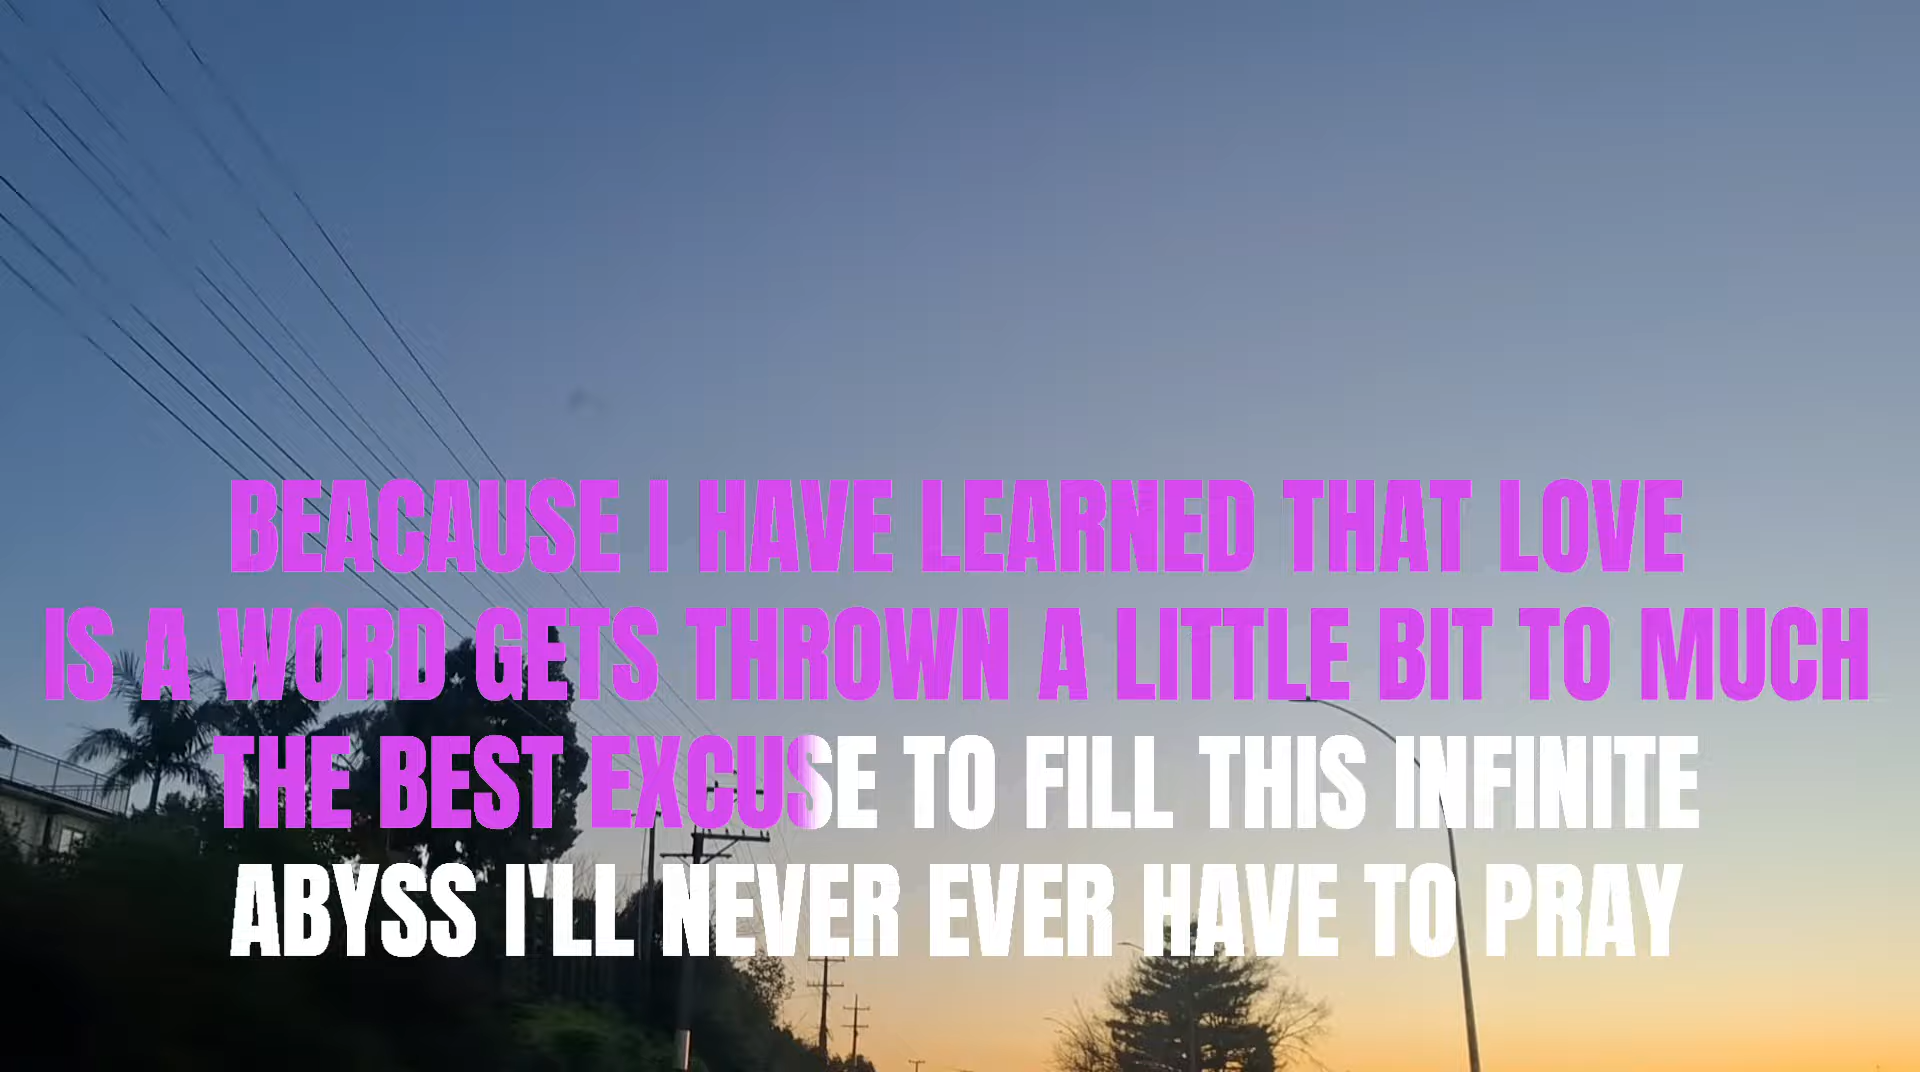 BEACAUSE I HAVE LEARNED THAT LOVE
IS A WORD GETS THROWN A LITTLE BIT TO MUCH
THE BEST EXCUSE TO FILL THIS INFINITE
ABYSS I'LL NEVER EVER HAVE TO PRAY